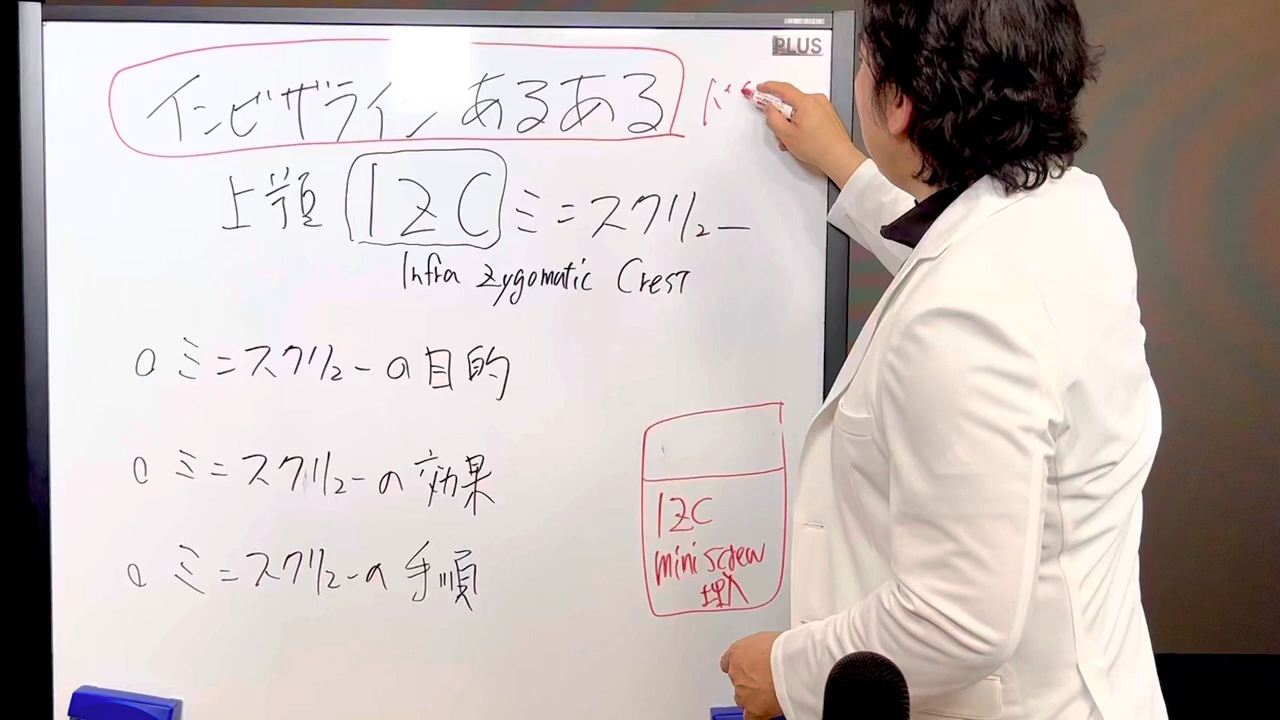 PLUS
インビザラインあるある
上顎 IZC ミニスクリュー
Infra Zygomatic Crest
○ ミニスクリューの目的
○ ミニスクリューの効果
○ ミニスクリューの手順
IZC
mini screw
埋入